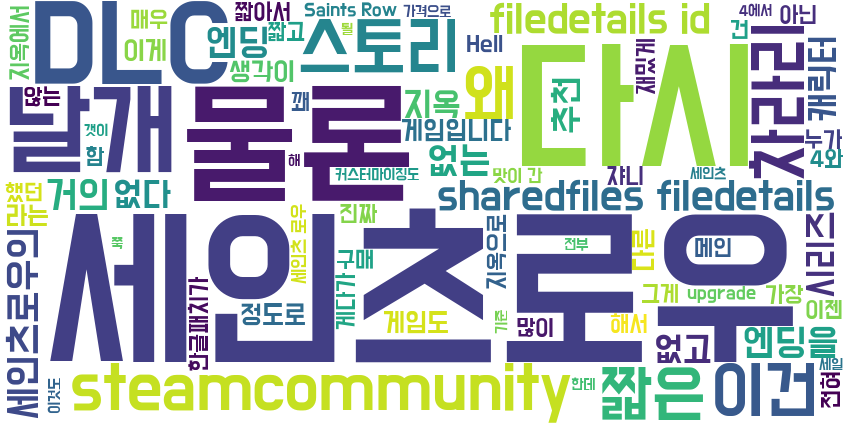 지옥에서
DLC
매우
이게
짧아서
엔딩
짧고
생각이
Saints Row
될
가격으로
스토리
Hell
filedetails id
4에서
아닌
건
재밌게
캐릭터
않는
날개
갯이
함
물론
꽤
해
지옥
왜
게임입니다
추천
다시
차라리
누가
4와
했던
라는
거의
없다
커스터마이징도
없는
맛이 간
쟈니
세인츠
sharedfiles filedetails
세인츠로우의
쭉
세인츠로우
세인츠 로우
진짜
지옥으로
전부
다른
메인
시리즈
한글패치가
정도로
게다가
구매
게임도
기준
많이
해서
그게
upgrade
가장
이젠
없고
엔딩을
세일
전혀
이것도
steamcommunity
한데
짧은
이건